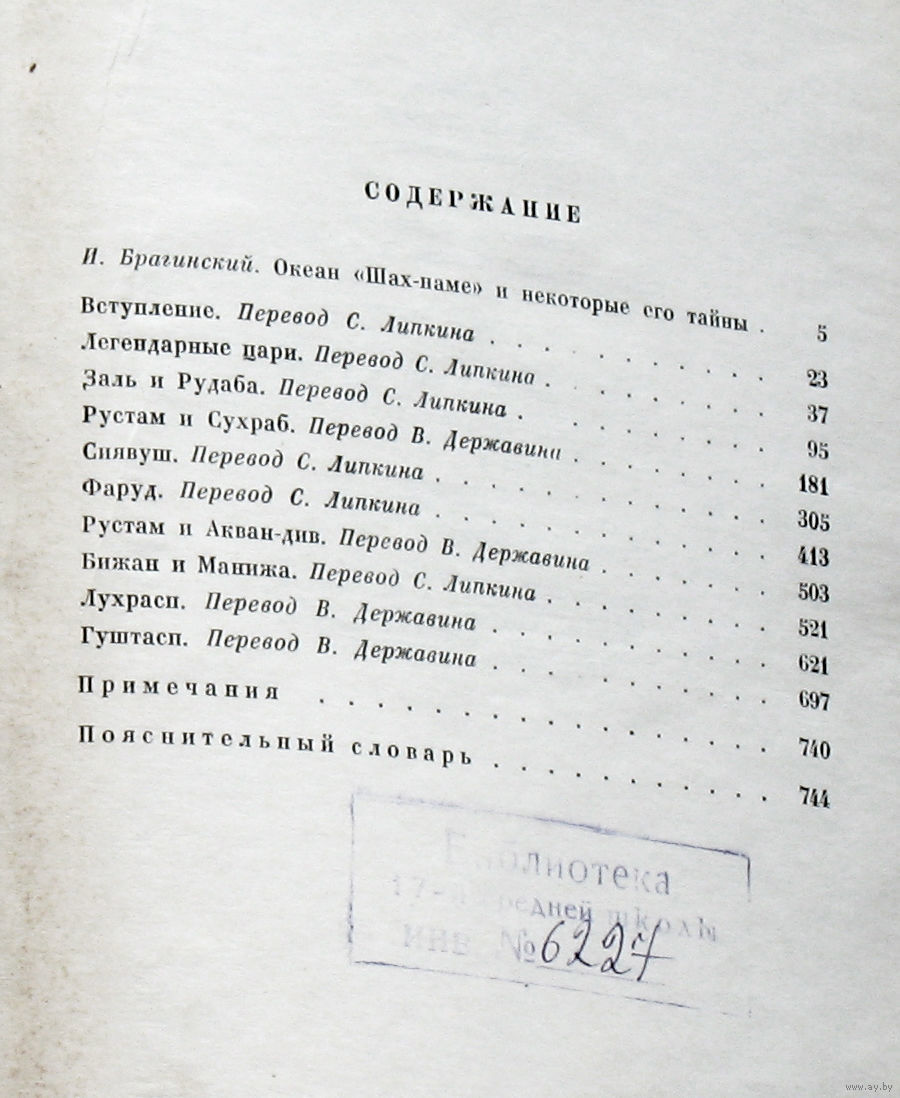 СОДЕРЖАНИЕ
И. Брагинский. Океан «Шах-наме» и некоторые его тайны . 5
Вступление. Перевод С. Липкина . . . . . . . . . . 23
Легендарные цари. Перевод С. Липкина . . . . . . . . 37
Заль и Рудаба. Перевод С. Липкина . . . . . . . . . 95
Рустам и Сухраб. Перевод В. Державина . . . . . . . . 181
Сиявуш. Перевод С. Липкина . . . . . . . . . . . . 305
Фаруд. Перевод С. Липкина . . . . . . . . . . . . 413
Рустам и Акван-див. Перевод В. Державина . . . . . . . 503
Бижан и Манижа. Перевод С. Липкина . . . . . . . . . 521
Лухрасп. Перевод В. Державина . . . . . . . . . . . 621
Гуштасп. Перевод В. Державина . . . . . . . . . . . 697
Примечания . . . . . . . . . . . . . . . . 740
Пояснительный словарь . . . . . . . . . . . 744
Библиотека
17-й средней школы
ИНВ №6227
www.ay.by